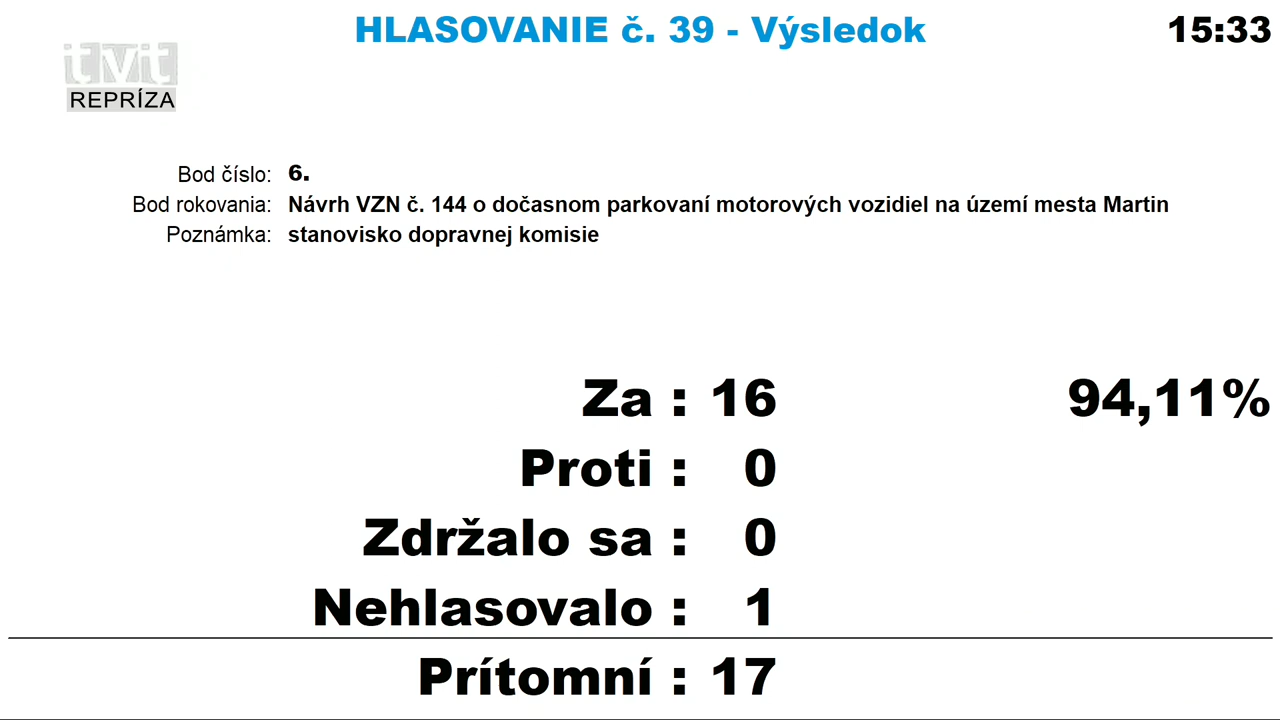 HLASOVANIE č. 39 - Výsledok 15:33
tvt
REPRÍZA
Bod číslo: 6.
Bod rokovania: Návrh VZN č. 144 o dočasnom parkovaní motorových vozidiel na území mesta Martin
Poznámka: stanovisko dopravnej komisie
Za : 16 94,11%
Proti : 0
Zdržalo sa : 0
Nehlasovalo : 1
Prítomní : 17